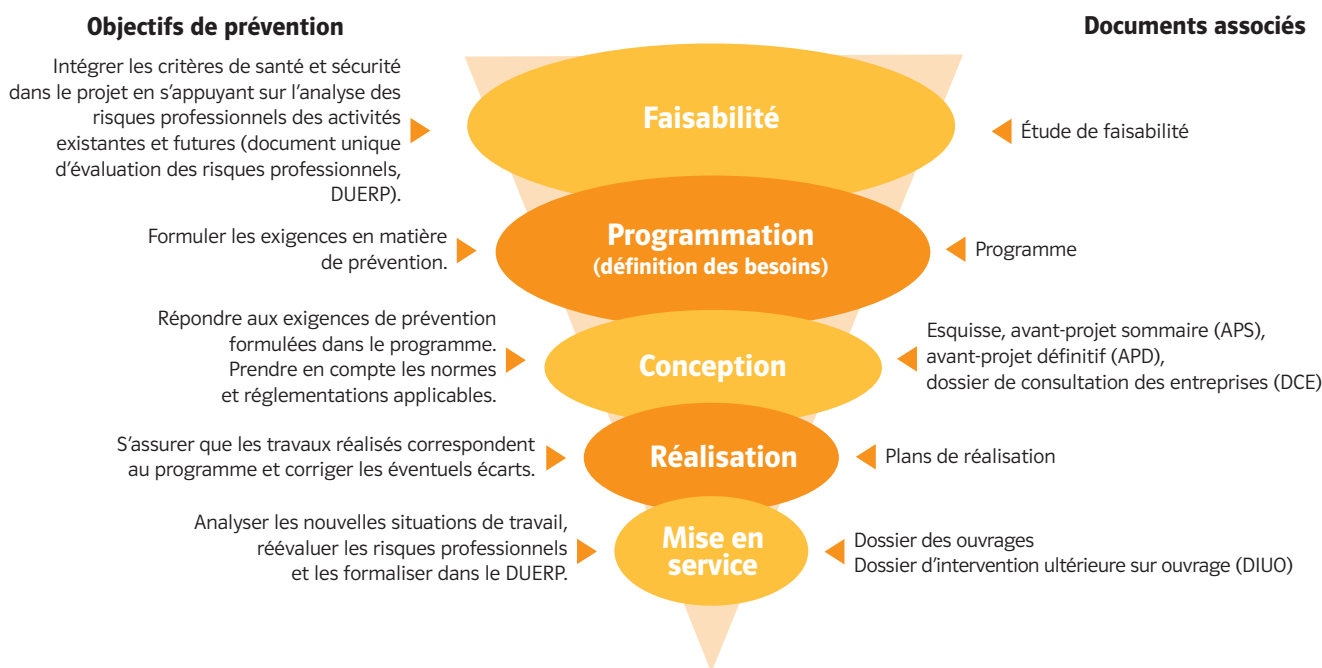 Objectifs de prévention
Documents associés
Intégrer les critères de santé et sécurité
dans le projet en s'appuyant sur l'analyse des
risques professionnels des activités
existantes et futures (document unique
d'évaluation des risques professionnels,
DUERP).
Faisabilité
Étude de faisabilité
Formuler les exigences en matière
de prévention.
Programmation
(définition des besoins)
Programme
Répondre aux exigences de prévention
formulées dans le programme.
Prendre en compte les normes
et réglementations applicables.
Conception
Esquisse, avant-projet sommaire (APS),
avant-projet définitif (APD),
dossier de consultation des entreprises (DCE)
S'assurer que les travaux réalisés correspondent
au programme et corriger les éventuels écarts.
Réalisation
Plans de réalisation
Analyser les nouvelles situations de travail,
réévaluer les risques professionnels
et les formaliser dans le DUERP.
Mise en
service
Dossier des ouvrages
Dossier d'intervention ultérieure sur ouvrage (DIUO)